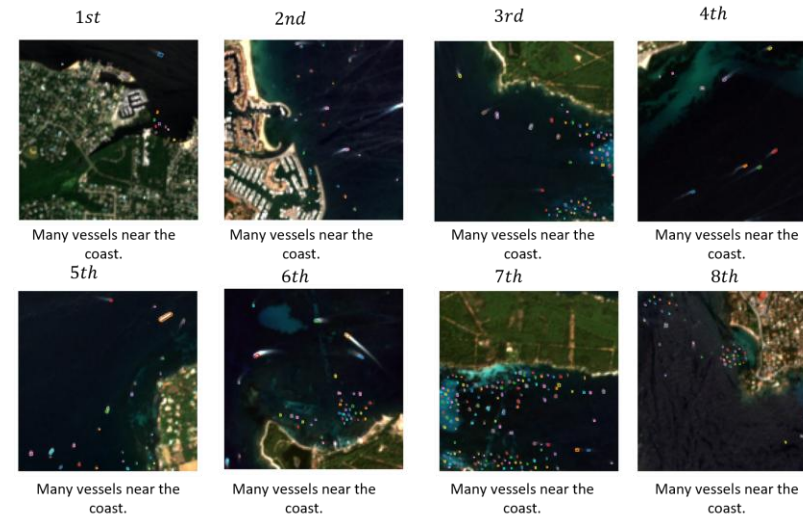 1st 2nd 3rd 4th
Many vessels near the
coast.
Many vessels near the
coast.
Many vessels near the
coast.
Many vessels near the
coast.
5th 6th 7th 8th
Many vessels near the
coast.
Many vessels near the
coast.
Many vessels near the
coast.
Many vessels near the
coast.